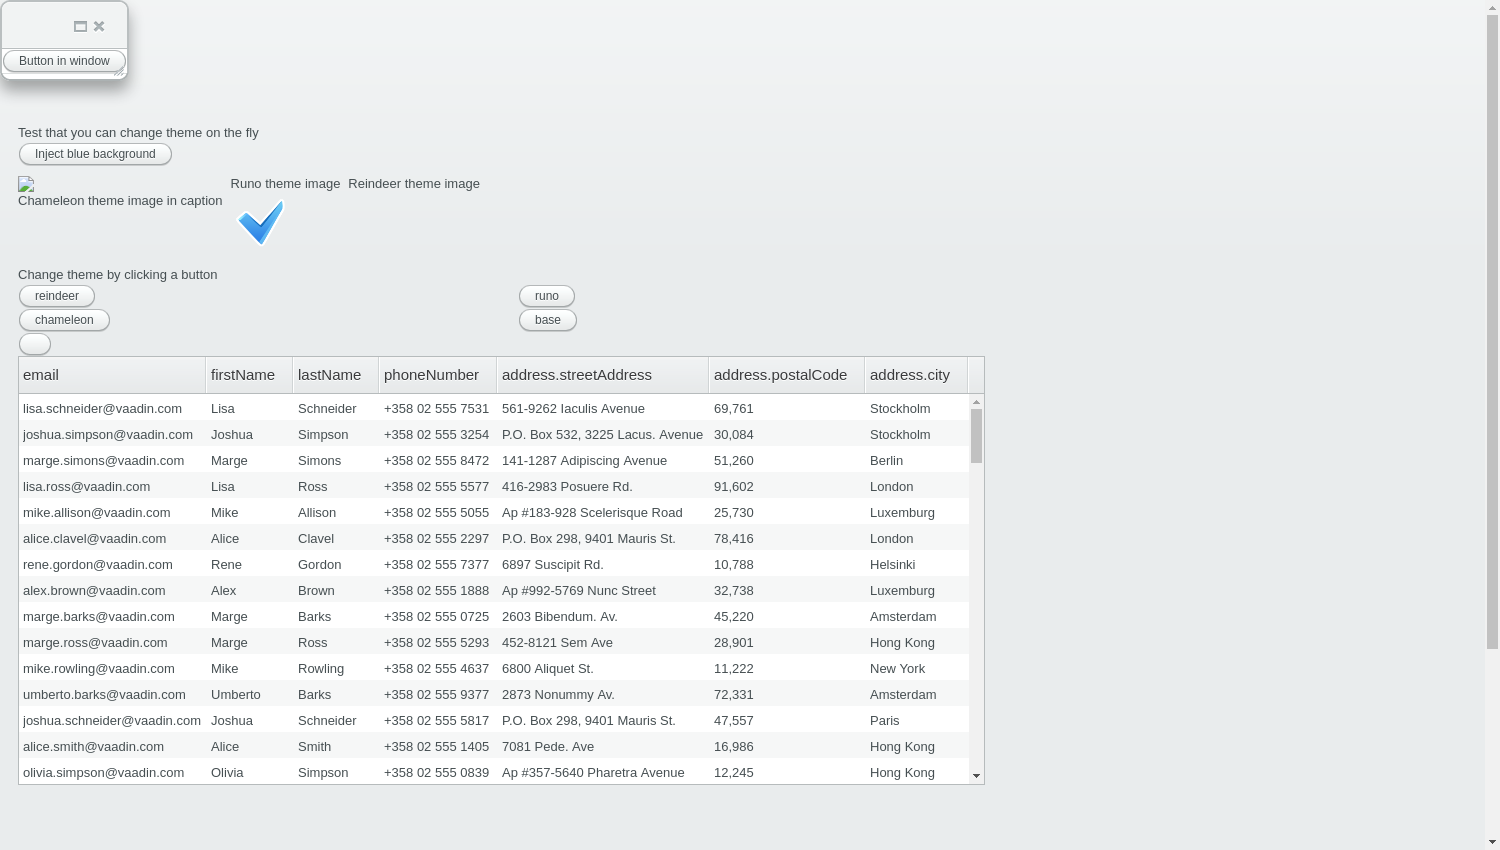 Button in window
Test that you can change theme on the fly
Inject blue background
Runo theme image Reindeer theme image
Chameleon theme image in caption
Change theme by clicking a button
reindeer runo
chameleon base
email firstName lastName phoneNumber address.streetAddress address.postalCode address.city
lisa.schneider@vaadin.com Lisa Schneider +358 02 555 7531 561-9262 Iaculis Avenue 69,761 Stockholm
joshua.simpson@vaadin.com Joshua Simpson +358 02 555 3254 P.O. Box 532, 3225 Lacus. Avenue 30,084 Stockholm
marge.simons@vaadin.com Marge Simons +358 02 555 8472 141-1287 Adipiscing Avenue 51,260 Berlin
lisa.ross@vaadin.com Lisa Ross +358 02 555 5577 416-2983 Posuere Rd. 91,602 London
mike.allison@vaadin.com Mike Allison +358 02 555 5055 Ap #183-928 Scelerisque Road 25,730 Luxemburg
alice.clavel@vaadin.com Alice Clavel +358 02 555 2297 P.O. Box 298, 9401 Mauris St. 78,416 London
rene.gordon@vaadin.com Rene Gordon +358 02 555 7377 6897 Suscipit Rd. 10,788 Helsinki
alex.brown@vaadin.com Alex Brown +358 02 555 1888 Ap #992-5769 Nunc Street 32,738 Luxemburg
marge.barks@vaadin.com Marge Barks +358 02 555 0725 2603 Bibendum. Av. 45,220 Amsterdam
marge.ross@vaadin.com Marge Ross +358 02 555 5293 452-8121 Sem Ave 28,901 Hong Kong
mike.rowling@vaadin.com Mike Rowling +358 02 555 4637 6800 Aliquet St. 11,222 New York
umberto.barks@vaadin.com Umberto Barks +358 02 555 9377 2873 Nonummy Av. 72,331 Amsterdam
joshua.schneider@vaadin.com Joshua Schneider +358 02 555 5817 P.O. Box 298, 9401 Mauris St. 47,557 Paris
alice.smith@vaadin.com Alice Smith +358 02 555 1405 7081 Pede. Ave 16,986 Hong Kong
olivia.simpson@vaadin.com Olivia Simpson +358 02 555 0839 Ap #357-5640 Pharetra Avenue 12,245 Hong Kong